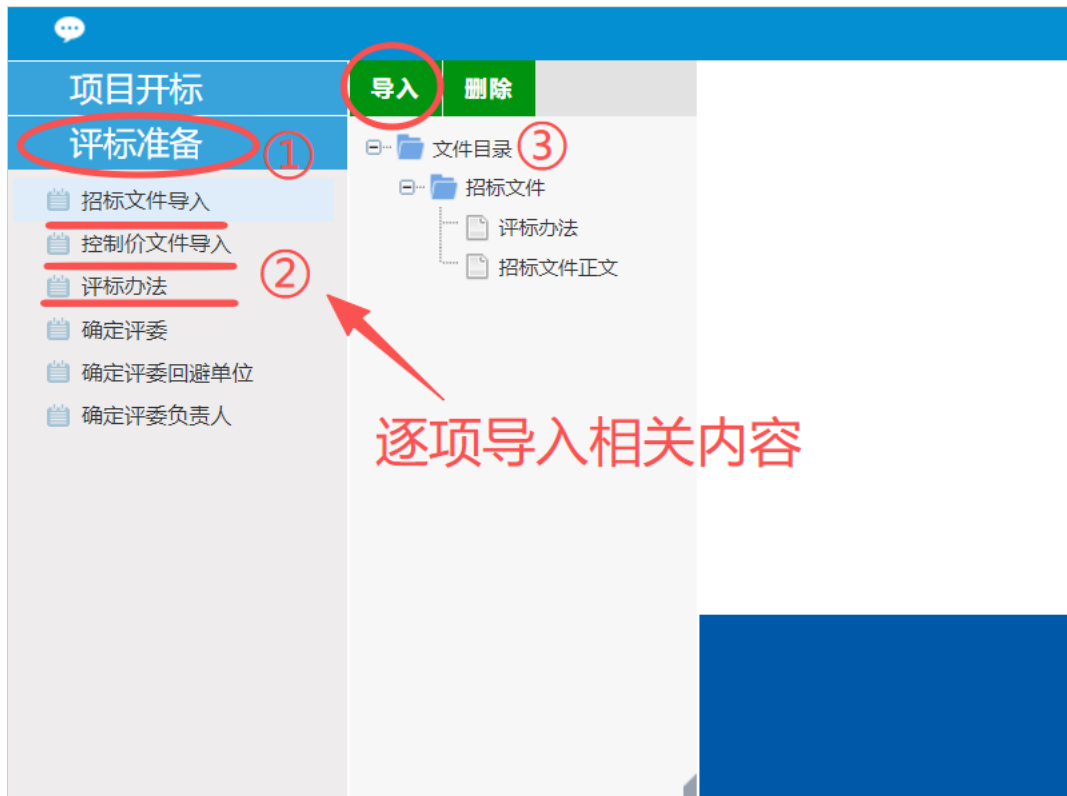 项目开标
导入 删除
评标准备
①
文件目录 ③
招标文件导入
招标文件
评标办法
控制价文件导入
招标文件正文
②
评标办法
确定评委
确定评委回避单位
确定评委负责人
逐项导入相关内容